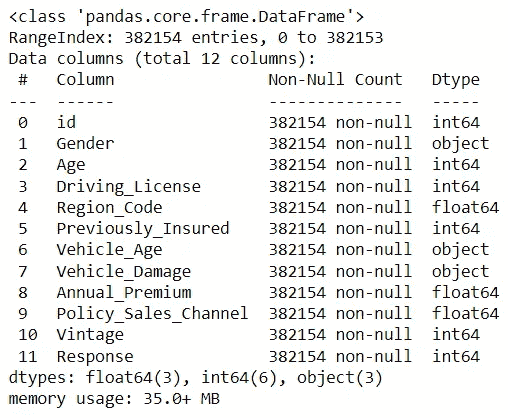 <class 'pandas.core.frame.DataFrame'>
RangeIndex: 382154 entries, 0 to 382153
Data columns (total 12 columns):
 #   Column                Non-Null Count   Dtype
---  ------                --------------   -----
 0   id                    382154 non-null  int64
 1   Gender                382154 non-null  object
 2   Age                   382154 non-null  int64
 3   Driving_License       382154 non-null  int64
 4   Region_Code           382154 non-null  float64
 5   Previously_Insured    382154 non-null  int64
 6   Vehicle_Age           382154 non-null  object
 7   Vehicle_Damage        382154 non-null  object
 8   Annual_Premium        382154 non-null  float64
 9   Policy_Sales_Channel  382154 non-null  float64
 10  Vintage               382154 non-null  int64
 11  Response              382154 non-null  int64
dtypes: float64(3), int64(6), object(3)
memory usage: 35.0+ MB